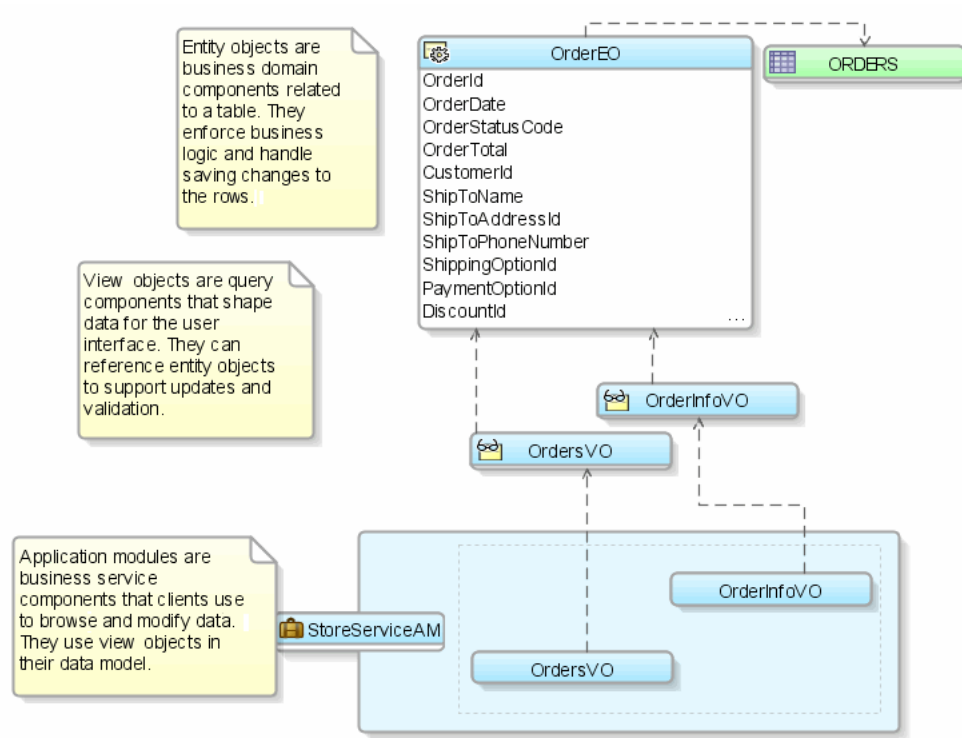 Entity objects are
business domain
components related
to a table. They
enforce business
logic and handle
saving changes to
the rows.
OrderEO
OrderId
OrderDate
OrderStatusCode
OrderTotal
CustomerId
ShipToName
ShipToAddressId
ShipToPhoneNumber
ShippingOptionId
PaymentOptionId
DiscountId
...
ORDERS
View objects are query
components that shape
data for the user
interface. They can
reference entity objects
to support updates and
validation.
OrderInfoVO
OrdersVO
Application modules are
business service
components that clients use
to browse and modify data.
They use view objects in
their data model.
StoreServiceAM
OrderInfoVO
OrdersVO